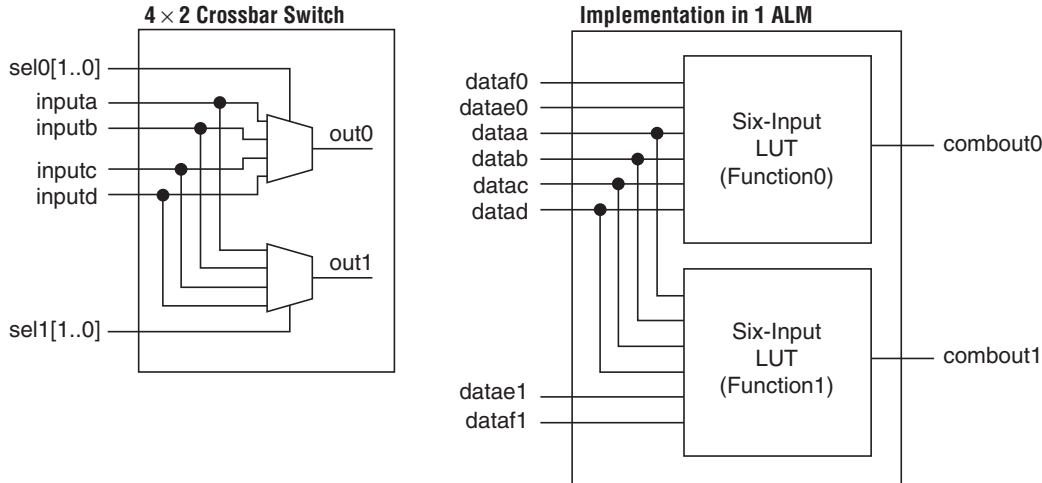 4 × 2 Crossbar Switch
sel0[1..0]
inputa
inputb
inputc
inputd
out0
out1
sel1[1..0]
Implementation in 1 ALM
dataf0
datae0
dataa
datab
datac
datad
Six-Input
LUT
(Function0)
combout0
Six-Input
LUT
(Function1)
combout1
datae1
dataf1